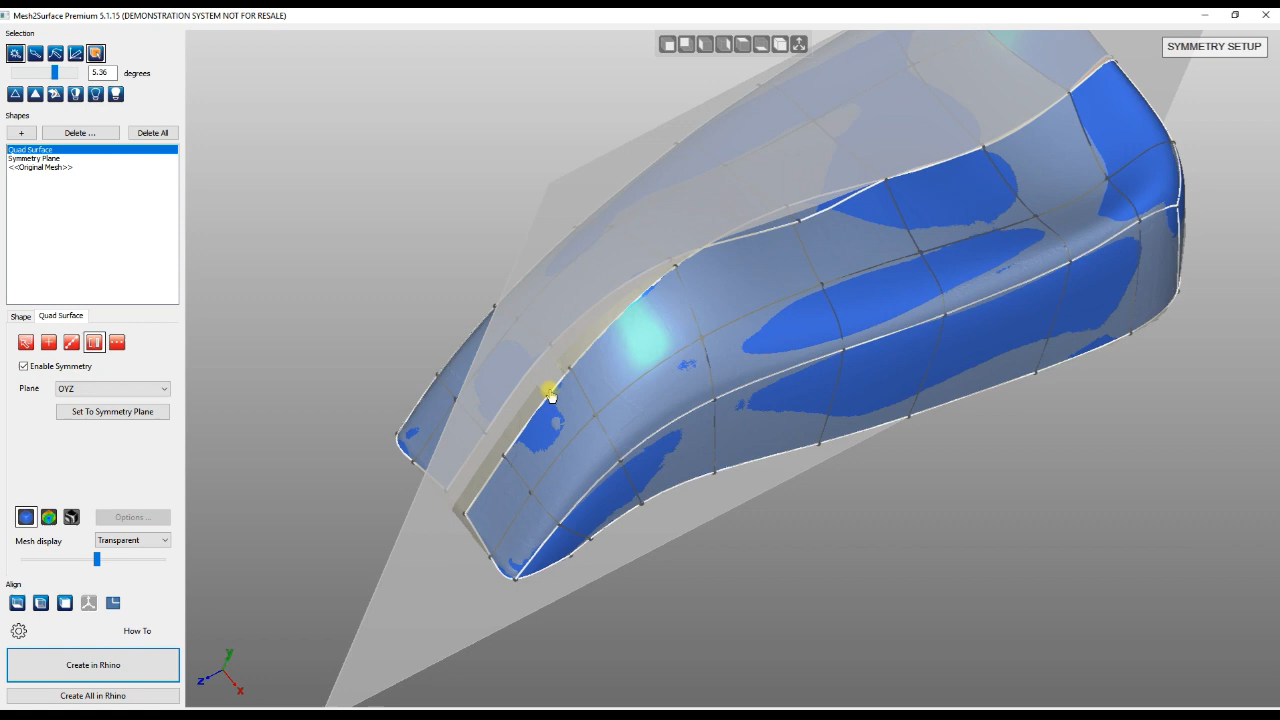 Mesh2Surface Premium 5.1.15 (DEMONSTRATION SYSTEM NOT FOR RESALE)
Selection
SYMMETRY SETUP
5.36 degrees
Shapes
+ Delete ... Delete All
Quad Surface
Symmetry Plane
<<Original Mesh>>
Shape Quad Surface
Enable Symmetry
Plane OYZ
Set To Symmetry Plane
Options ...
Mesh display Transparent
Align
How To
Create in Rhino
Create All in Rhino
y
z
x